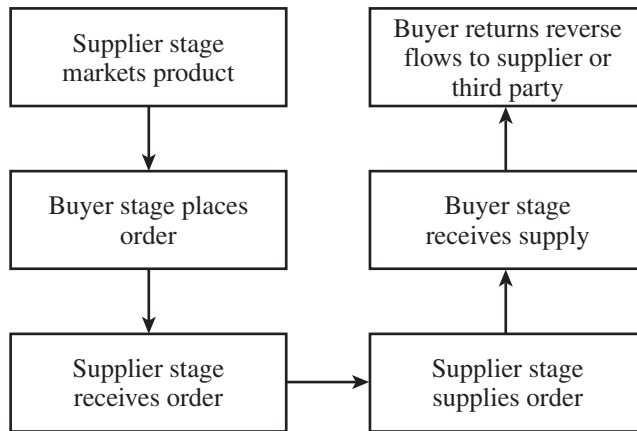 Supplier stage
markets product
Buyer stage places
order
Supplier stage
receives order
Supplier stage
supplies order
Buyer stage
receives supply
Buyer returns reverse
flows to supplier or
third party